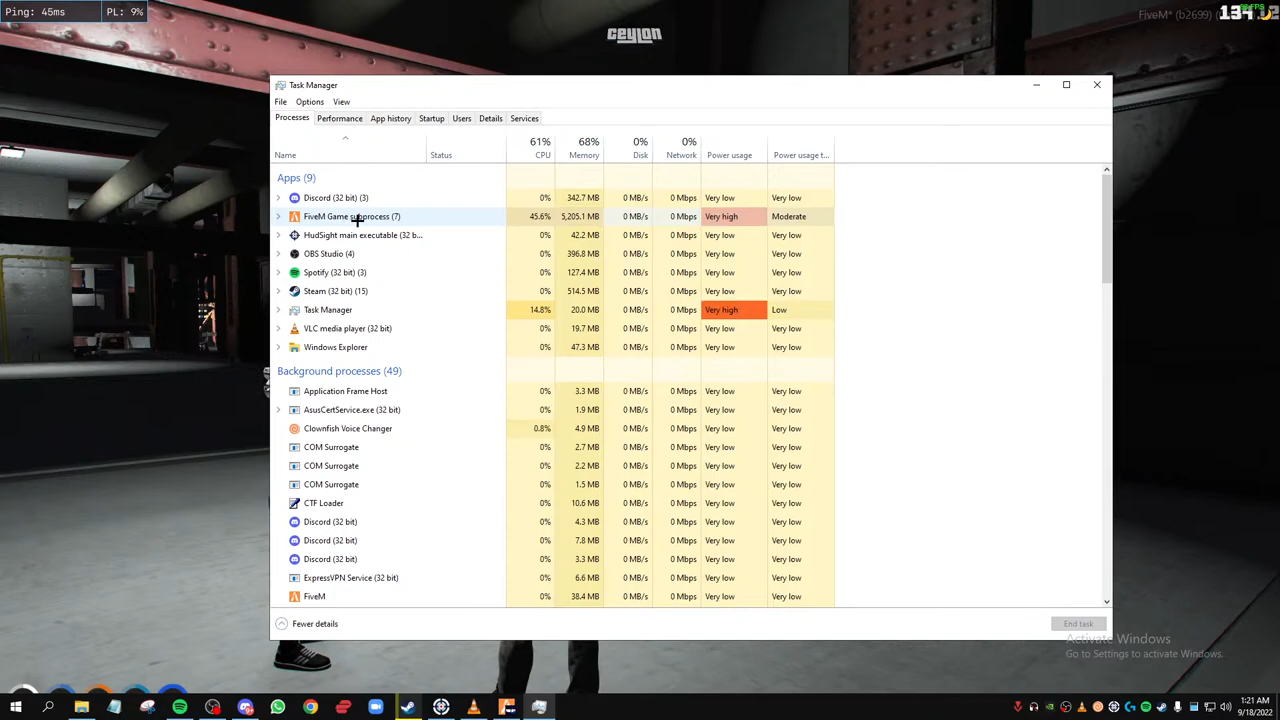 Ping: 45ms PL: 9%
FiveM* (b2699)
CEYLON
Task Manager
File Options View
Processes Performance App history Startup Users Details Services
61% 68% 0% 0%
Name Status CPU Memory Disk Network Power usage Power usage t...
Apps (9)
Discord (32 bit) (3) 0% 342.7 MB 0 MB/s 0 Mbps Very low Very low
FiveM Game subprocess (7) 45.6% 5,205.1 MB 0 MB/s 0 Mbps Very high Moderate
HudSight main executable (32 b... 0% 42.2 MB 0 MB/s 0 Mbps Very low Very low
OBS Studio (4) 0% 396.8 MB 0 MB/s 0 Mbps Very low Very low
Spotify (32 bit) (3) 0% 127.4 MB 0 MB/s 0 Mbps Very low Very low
Steam (32 bit) (15) 0% 514.5 MB 0 MB/s 0 Mbps Very low Very low
Task Manager 14.8% 20.0 MB 0 MB/s 0 Mbps Very high Low
VLC media player (32 bit) 0% 19.7 MB 0 MB/s 0 Mbps Very low Very low
Windows Explorer 0% 47.3 MB 0 MB/s 0 Mbps Very low Very low
Background processes (49)
Application Frame Host 0% 3.3 MB 0 MB/s 0 Mbps Very low Very low
AsusCertService.exe (32 bit) 0% 1.9 MB 0 MB/s 0 Mbps Very low Very low
Clownfish Voice Changer 0.8% 4.9 MB 0 MB/s 0 Mbps Very low Very low
COM Surrogate 0% 2.7 MB 0 MB/s 0 Mbps Very low Very low
COM Surrogate 0% 2.2 MB 0 MB/s 0 Mbps Very low Very low
COM Surrogate 0% 1.5 MB 0 MB/s 0 Mbps Very low Very low
CTF Loader 0% 10.6 MB 0 MB/s 0 Mbps Very low Very low
Discord (32 bit) 0% 4.3 MB 0 MB/s 0 Mbps Very low Very low
Discord (32 bit) 0% 7.8 MB 0 MB/s 0 Mbps Very low Very low
Discord (32 bit) 0% 3.3 MB 0 MB/s 0 Mbps Very low Very low
ExpressVPN Service (32 bit) 0% 6.6 MB 0 MB/s 0 Mbps Very low Very low
FiveM 0% 38.4 MB 0 MB/s 0 Mbps Very low Very low
Fewer details End task
Activate Windows
Go to Settings to activate Windows.
1:21 AM
9/18/2022